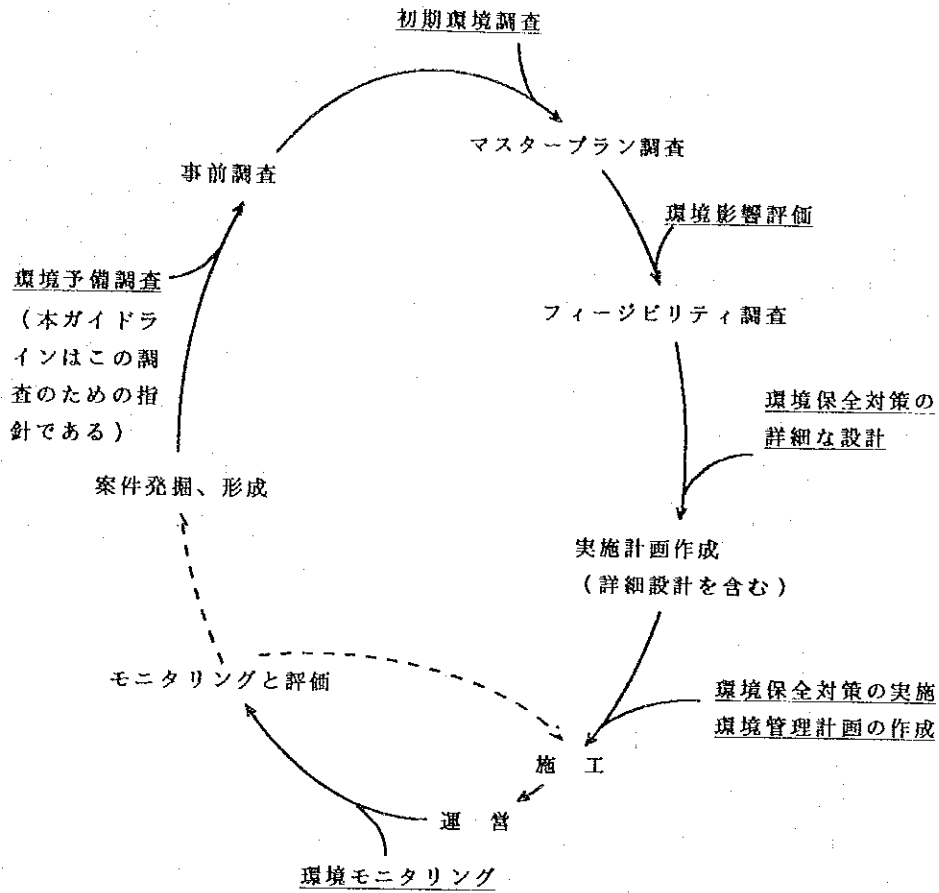 初期環境調査
マスタープラン調査
事前調査
環境影響評価
環境予備調査
（本ガイドラ
インはこの調
査のための指
針である）
フィージビリティ調査
環境保全対策の
詳細な設計
案件発掘、形成
実施計画作成
（詳細設計を含む）
モニタリングと評価
環境保全対策の実施
環境管理計画の作成
施 工
運 営
環境モニタリング